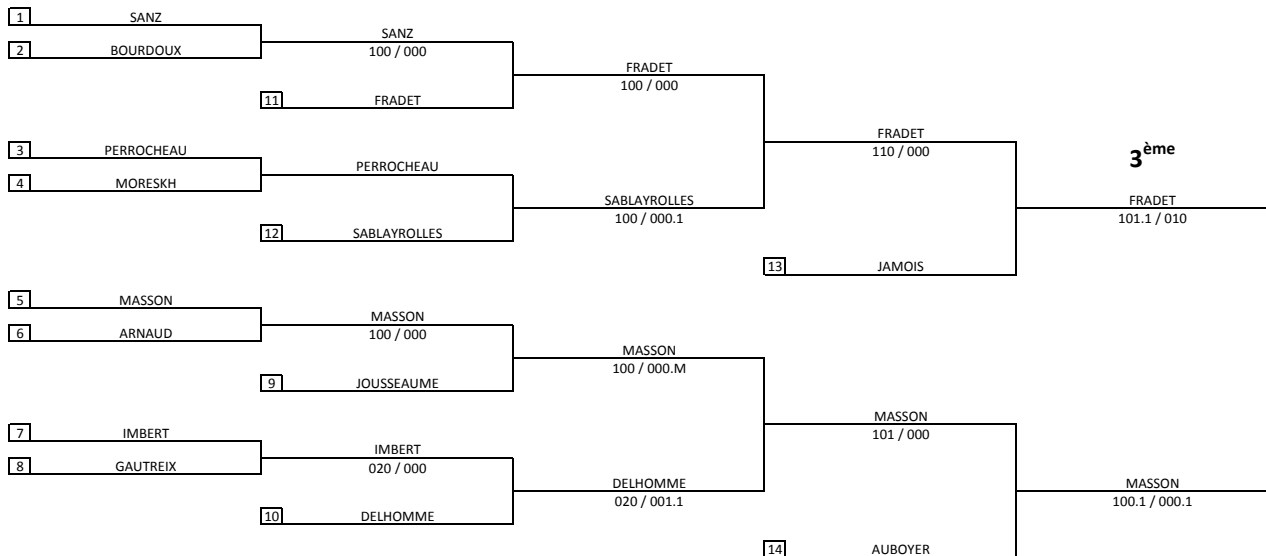 1 SANZ
SANZ
2 BOURDOUX
100 / 000
FRADET
100 / 000
11 FRADET
FRADET
110 / 000
3 PERROCHEAU
3ème
PERROCHEAU
4 MORESKH
SABLAYROLLES
100 / 000.1
FRADET
101.1 / 010
12 SABLAYROLLES
13 JAMOIS
5 MASSON
MASSON
100 / 000
6 ARNAUD
MASSON
100 / 000.M
9 JOUSSEAUME
MASSON
101 / 000
7 IMBERT
IMBERT
020 / 000
8 GAUTREIX
DELHOMME
020 / 001.1
MASSON
100.1 / 000.1
10 DELHOMME
14 AUBOYER